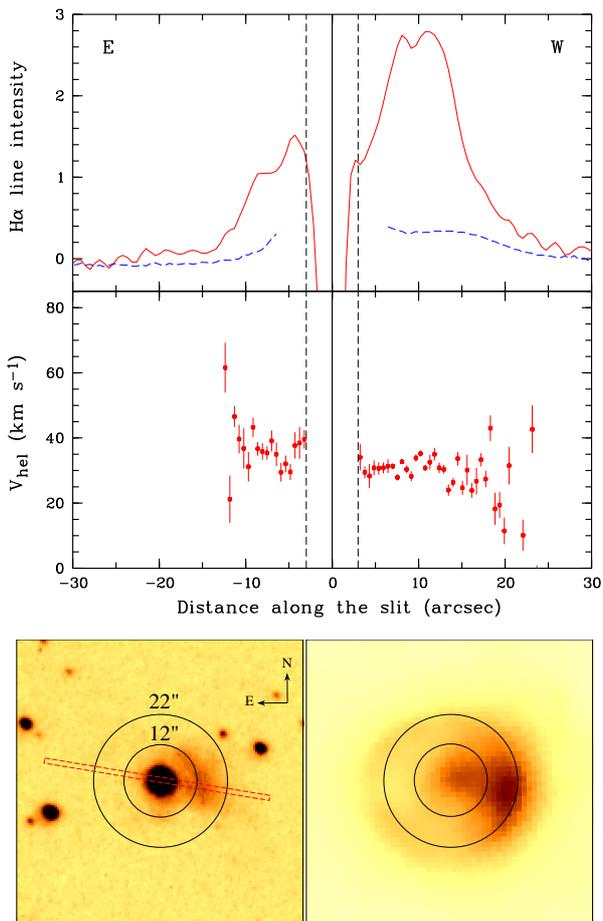 3
E
W
2
Hα line intensity
1
0
80
60
V_hel (km s⁻¹)
40
20
0
−30 −20 −10 0 10 20 30
Distance along the slit (arcsec)
N
E
22"
12"